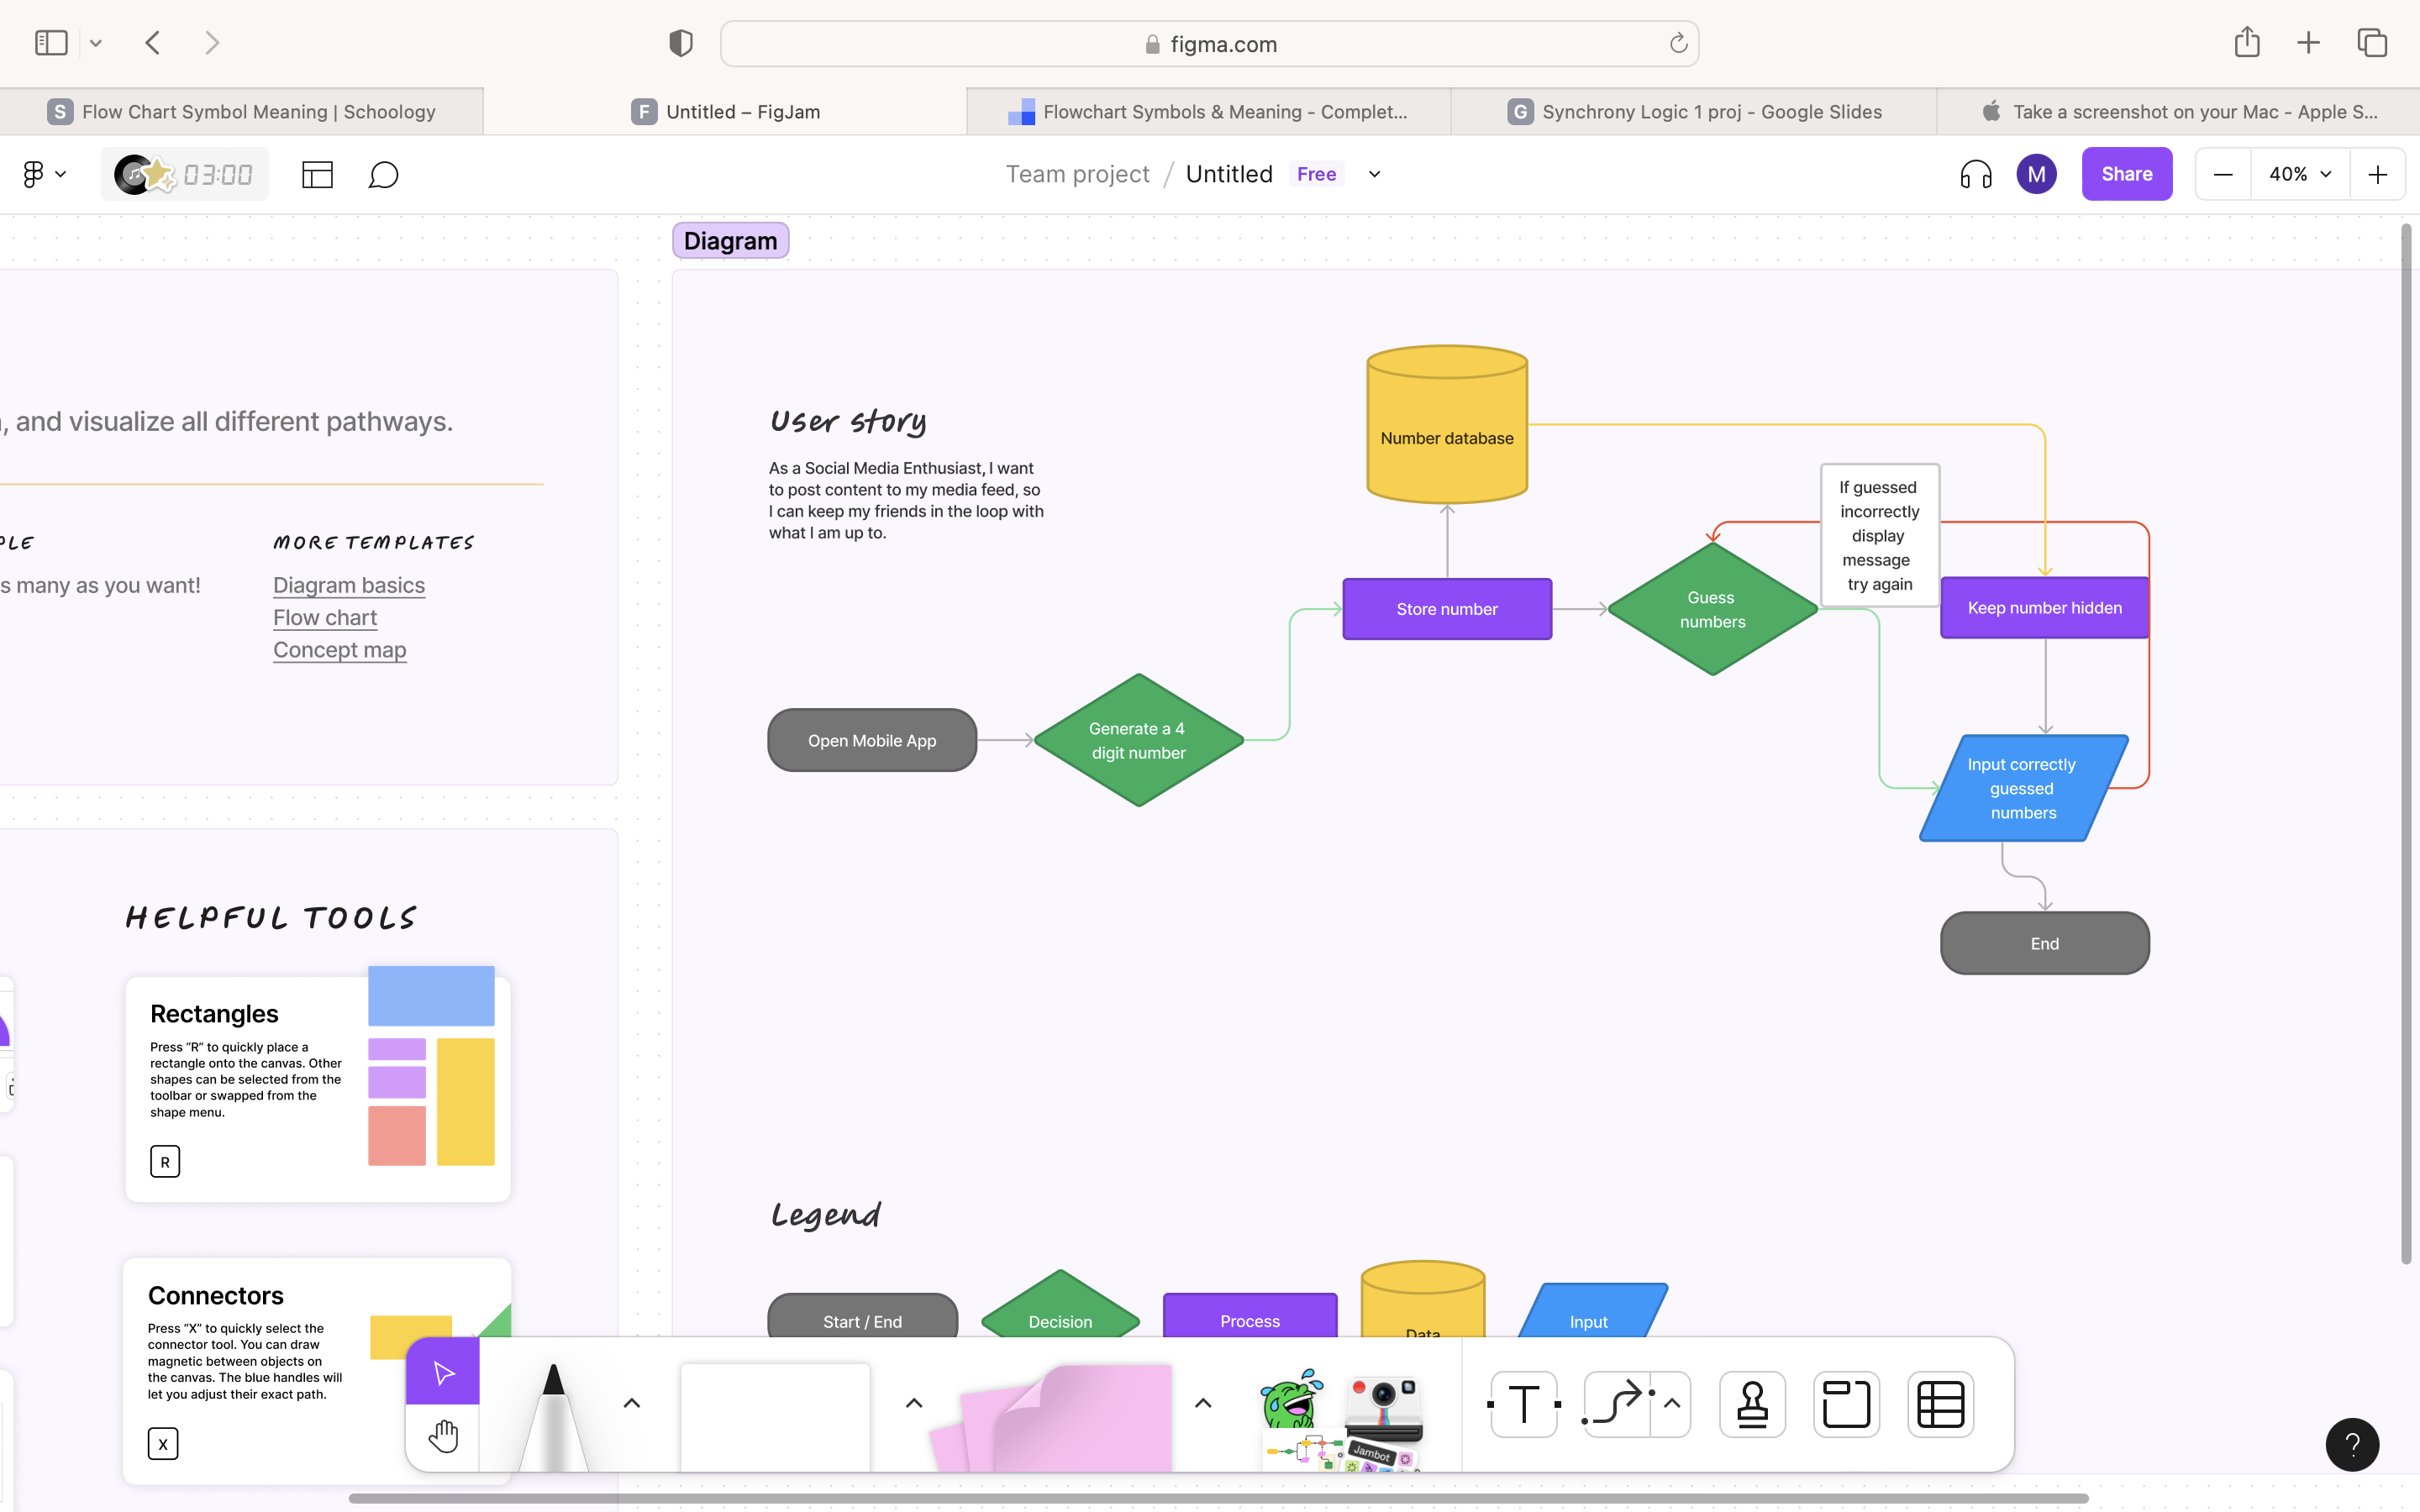 figma.com
S Flow Chart Symbol Meaning | Schoology
F Untitled – FigJam
Flowchart Symbols & Meaning - Complet...
G Synchrony Logic 1 proj - Google Slides
Take a screenshot on your Mac - Apple S...
03:00
Team project / Untitled Free
M
Share
40%
Diagram
, and visualize all different pathways.
MORE TEMPLATES
s many as you want!
Diagram basics
Flow chart
Concept map
HELPFUL TOOLS
Rectangles
Press “R” to quickly place a
rectangle onto the canvas. Other
shapes can be selected from the
toolbar or swapped from the
shape menu.
R
Connectors
Press “X” to quickly select the
connector tool. You can draw
magnetic between objects on
the canvas. The blue handles will
let you adjust their exact path.
X
User story
As a Social Media Enthusiast, I want
to post content to my media feed, so
I can keep my friends in the loop with
what I am up to.
Number database
If guessed
incorrectly
display
message
try again
Store number
Guess
numbers
Keep number hidden
Open Mobile App
Generate a 4
digit number
Input correctly
guessed
numbers
End
Legend
Start / End
Decision
Process
Data
Input
Jambot
T
?